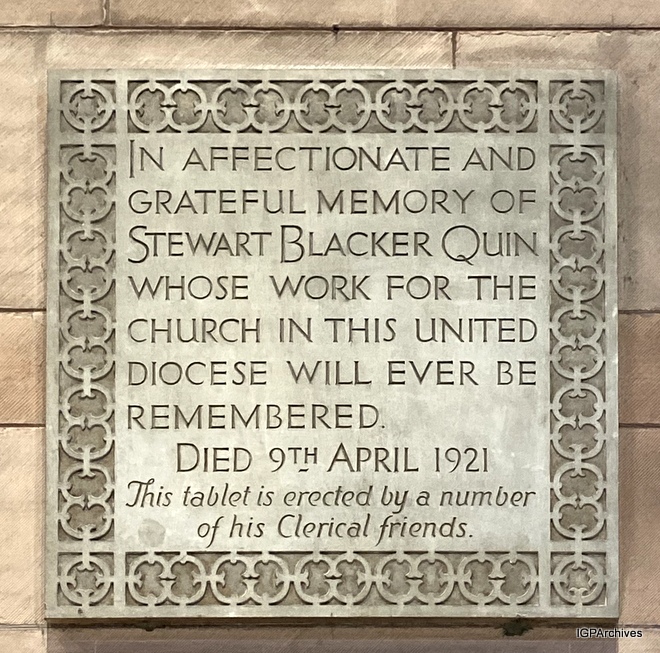 In affectionate and
grateful memory of
Stewart Blacker Quin
whose work for the
church in this united
diocese will ever be
remembered.
Died 9th April 1921
This tablet is erected by a number
of his Clerical friends.
IGPArchives